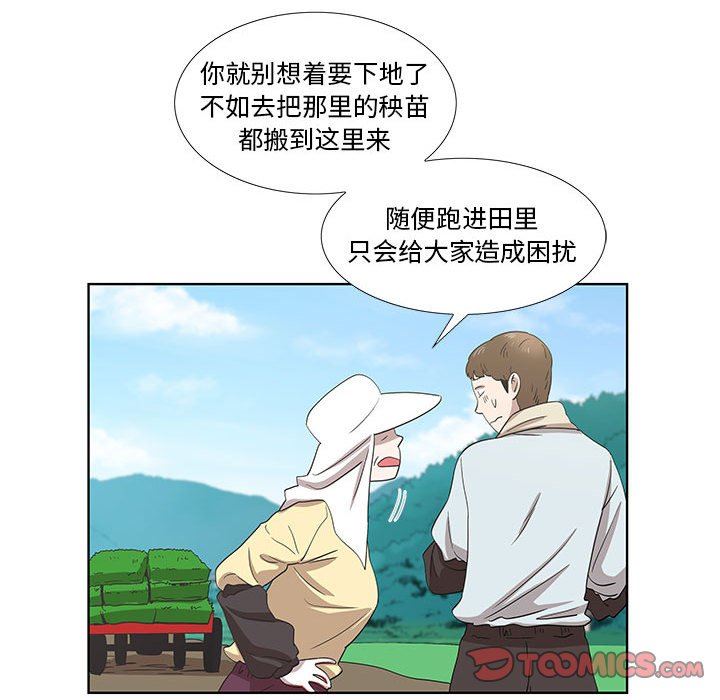 你就别想着要下地了
不如去把那里的秧苗
都搬到这里来
随便跑进田里
只会给大家造成困扰
TOOMICS.COM